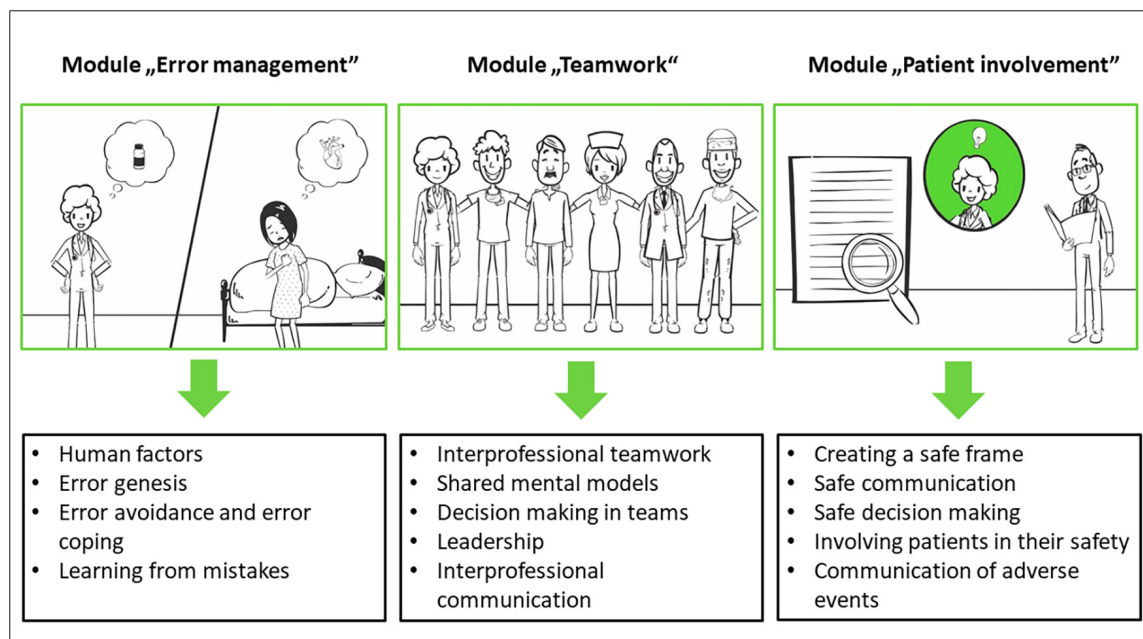 Module „Error management”
Module „Teamwork“
Module „Patient involvement”
• Human factors
• Error genesis
• Error avoidance and error
coping
• Learning from mistakes
• Interprofessional teamwork
• Shared mental models
• Decision making in teams
• Leadership
• Interprofessional
communication
• Creating a safe frame
• Safe communication
• Safe decision making
• Involving patients in their safety
• Communication of adverse
events